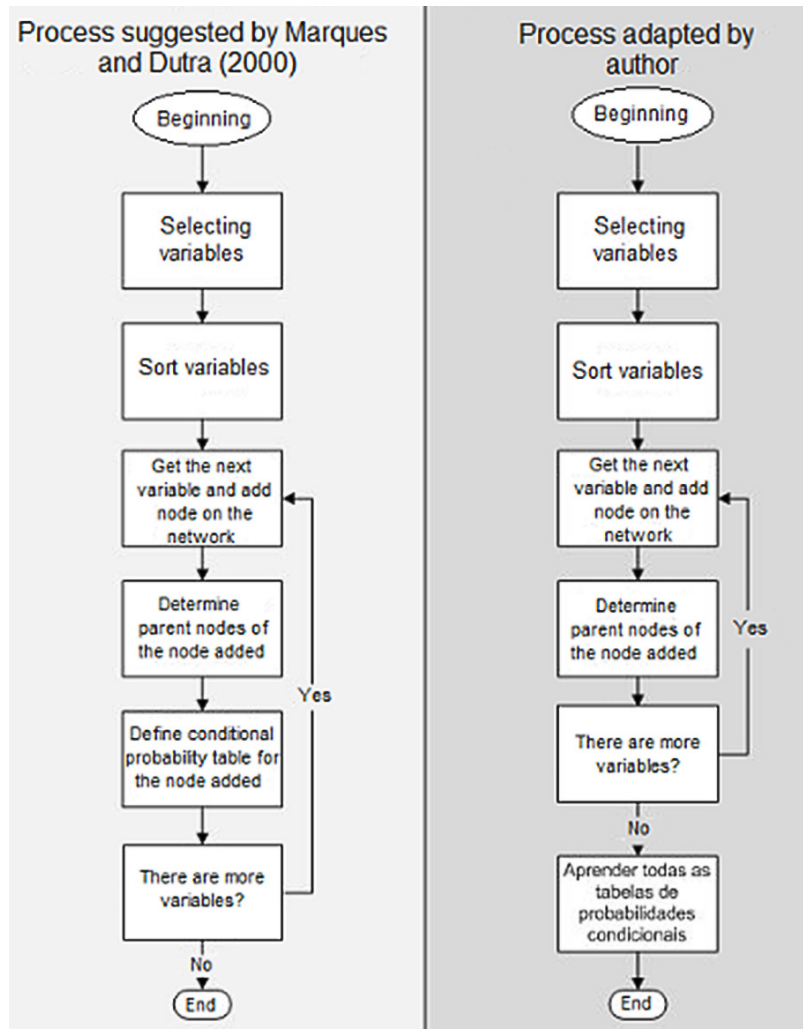 Process suggested by Marques
and Dutra (2000)
Beginning
Selecting
variables
Sort variables
Get the next
variable and add
node on the
network
Determine
parent nodes of
the node added
Define conditional
probability table for
the node added
Yes
There are more
variables?
No
End
Process adapted by
author
Beginning
Selecting
variables
Sort variables
Get the next
variable and add
node on the
network
Determine
parent nodes of
the node added
Yes
There are more
variables?
No
Aprender todas as
tabelas de
probabilidades
condicionais
End